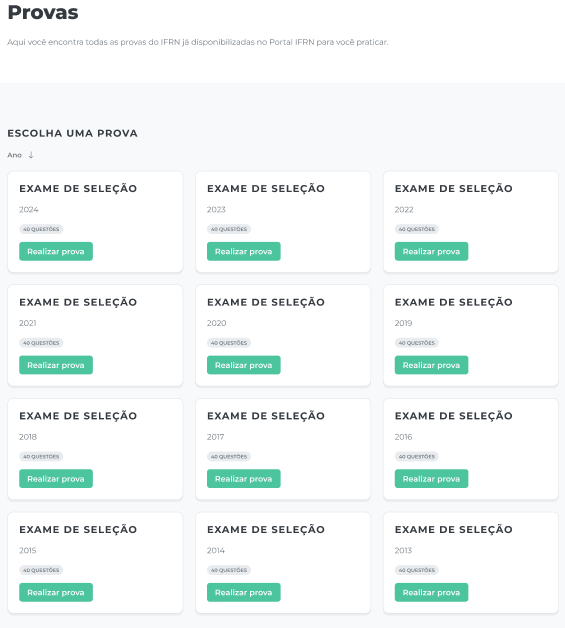 Provas
Aqui você encontra todas as provas do IFRN já disponibilizadas no Portal IFRN para você praticar.
ESCOLHA UMA PROVA
Ano ↓
EXAME DE SELEÇÃO
2024
40 QUESTÕES
Realizar prova
EXAME DE SELEÇÃO
2023
40 QUESTÕES
Realizar prova
EXAME DE SELEÇÃO
2022
40 QUESTÕES
Realizar prova
EXAME DE SELEÇÃO
2021
40 QUESTÕES
Realizar prova
EXAME DE SELEÇÃO
2020
40 QUESTÕES
Realizar prova
EXAME DE SELEÇÃO
2019
40 QUESTÕES
Realizar prova
EXAME DE SELEÇÃO
2018
40 QUESTÕES
Realizar prova
EXAME DE SELEÇÃO
2017
40 QUESTÕES
Realizar prova
EXAME DE SELEÇÃO
2016
40 QUESTÕES
Realizar prova
EXAME DE SELEÇÃO
2015
40 QUESTÕES
Realizar prova
EXAME DE SELEÇÃO
2014
40 QUESTÕES
Realizar prova
EXAME DE SELEÇÃO
2013
40 QUESTÕES
Realizar prova